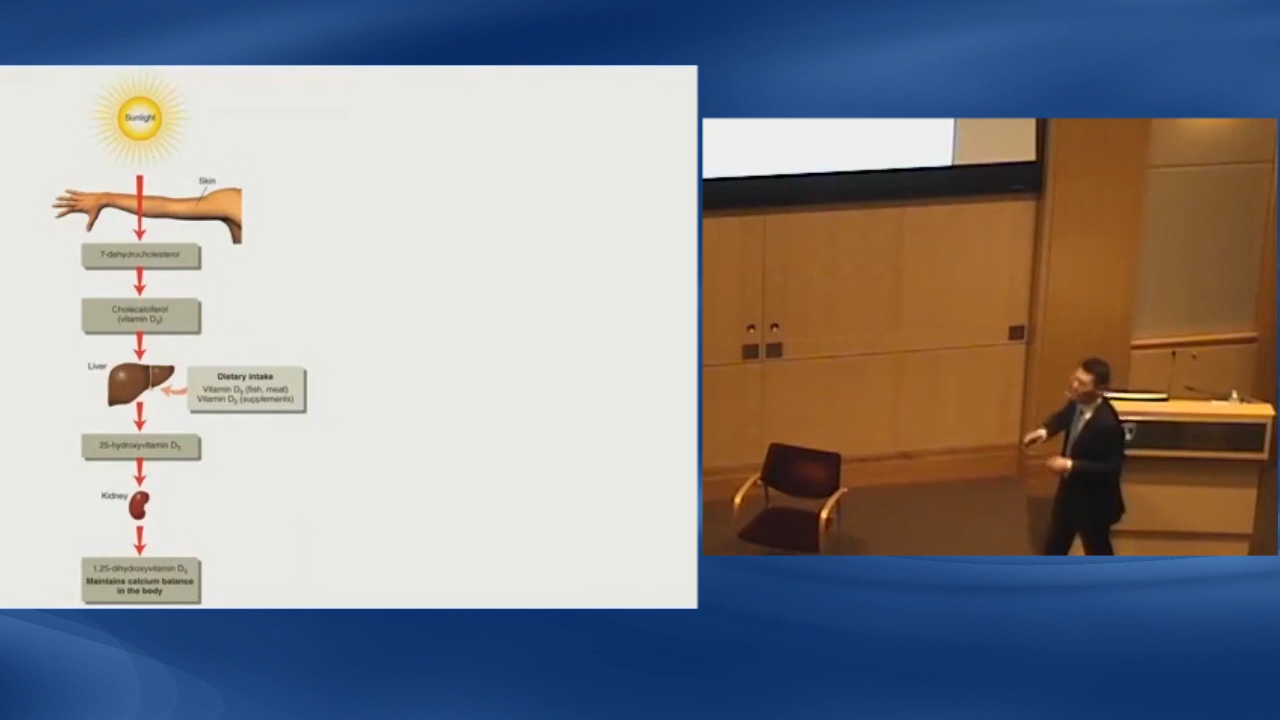 Sunlight
Skin
7-dehydrocholesterol
Cholecalciferol
(vitamin D3)
Liver
Dietary intake
Vitamin D3 (fish, meat)
Vitamin D2 (supplements)
25-hydroxyvitamin D3
Kidney
1,25-dihydroxyvitamin D3
Maintains calcium balance
in the body